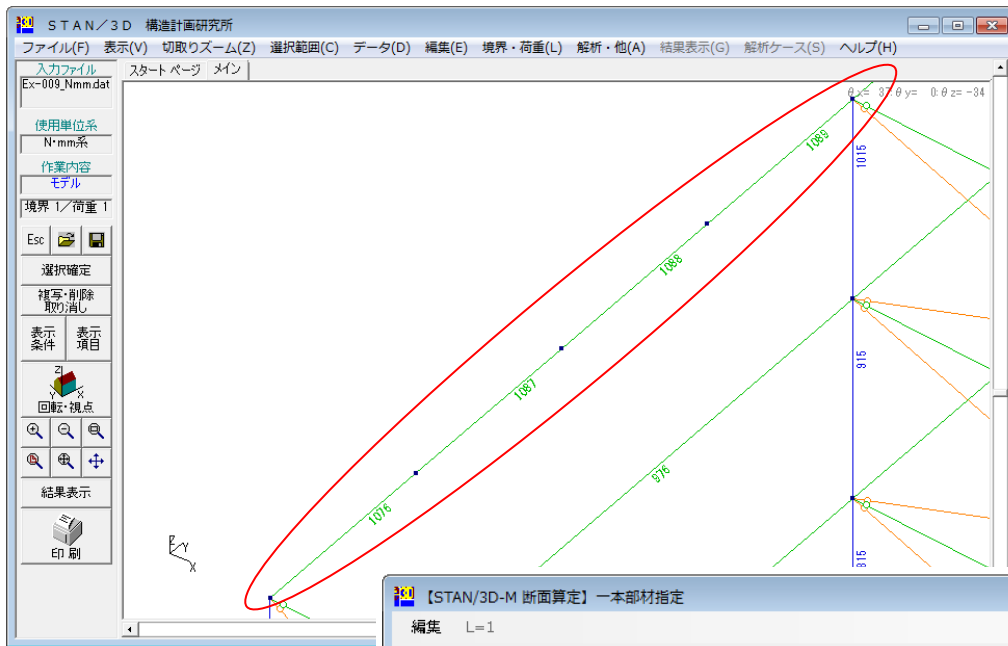 STAN/3D 構造計画研究所
ファイル(F) 表示(V) 切取りズーム(Z) 選択範囲(C) データ(D) 編集(E) 境界・荷重(L) 解析・他(A) 結果表示(G) 解析ケース(S) ヘルプ(H)
入力ファイル
Ex-009_Nmm.dat
使用単位系
N・mm系
作業内容
モデル
境界 1/荷重 1
Esc
選択確定
複写・削除
取り消し
表示
条件
表示
項目
Z
Y X
回転・視点
結果表示
印 刷
スタート ページ メイン
θx= 37:θy= 0:θz=-34
1089
1015
1088
1087
915
976
1076
815
Z Y
X
【STAN/3D-M 断面算定】一本部材指定
編集 L=1